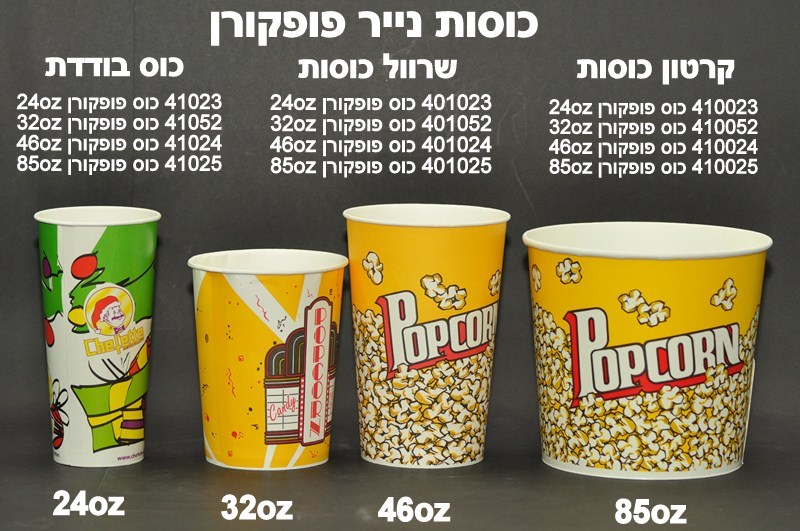 כוסות נייר פופקורן
קרטון כוסות
410023 כוס פופקורן 24oz
410052 כוס פופקורן 32oz
410024 כוס פופקורן 46oz
410025 כוס פופקורן 85oz
שרוול כוסות
401023 כוס פופקורן 24oz
401052 כוס פופקורן 32oz
401024 כוס פופקורן 46oz
401025 כוס פופקורן 85oz
כוס בודדת
41023 כוס פופקורן 24oz
41052 כוס פופקורן 32oz
41024 כוס פופקורן 46oz
41025 כוס פופקורן 85oz
Chefette
POPCORN
Candy
POPCORN
POPCORN
24oz
32oz
46oz
85oz